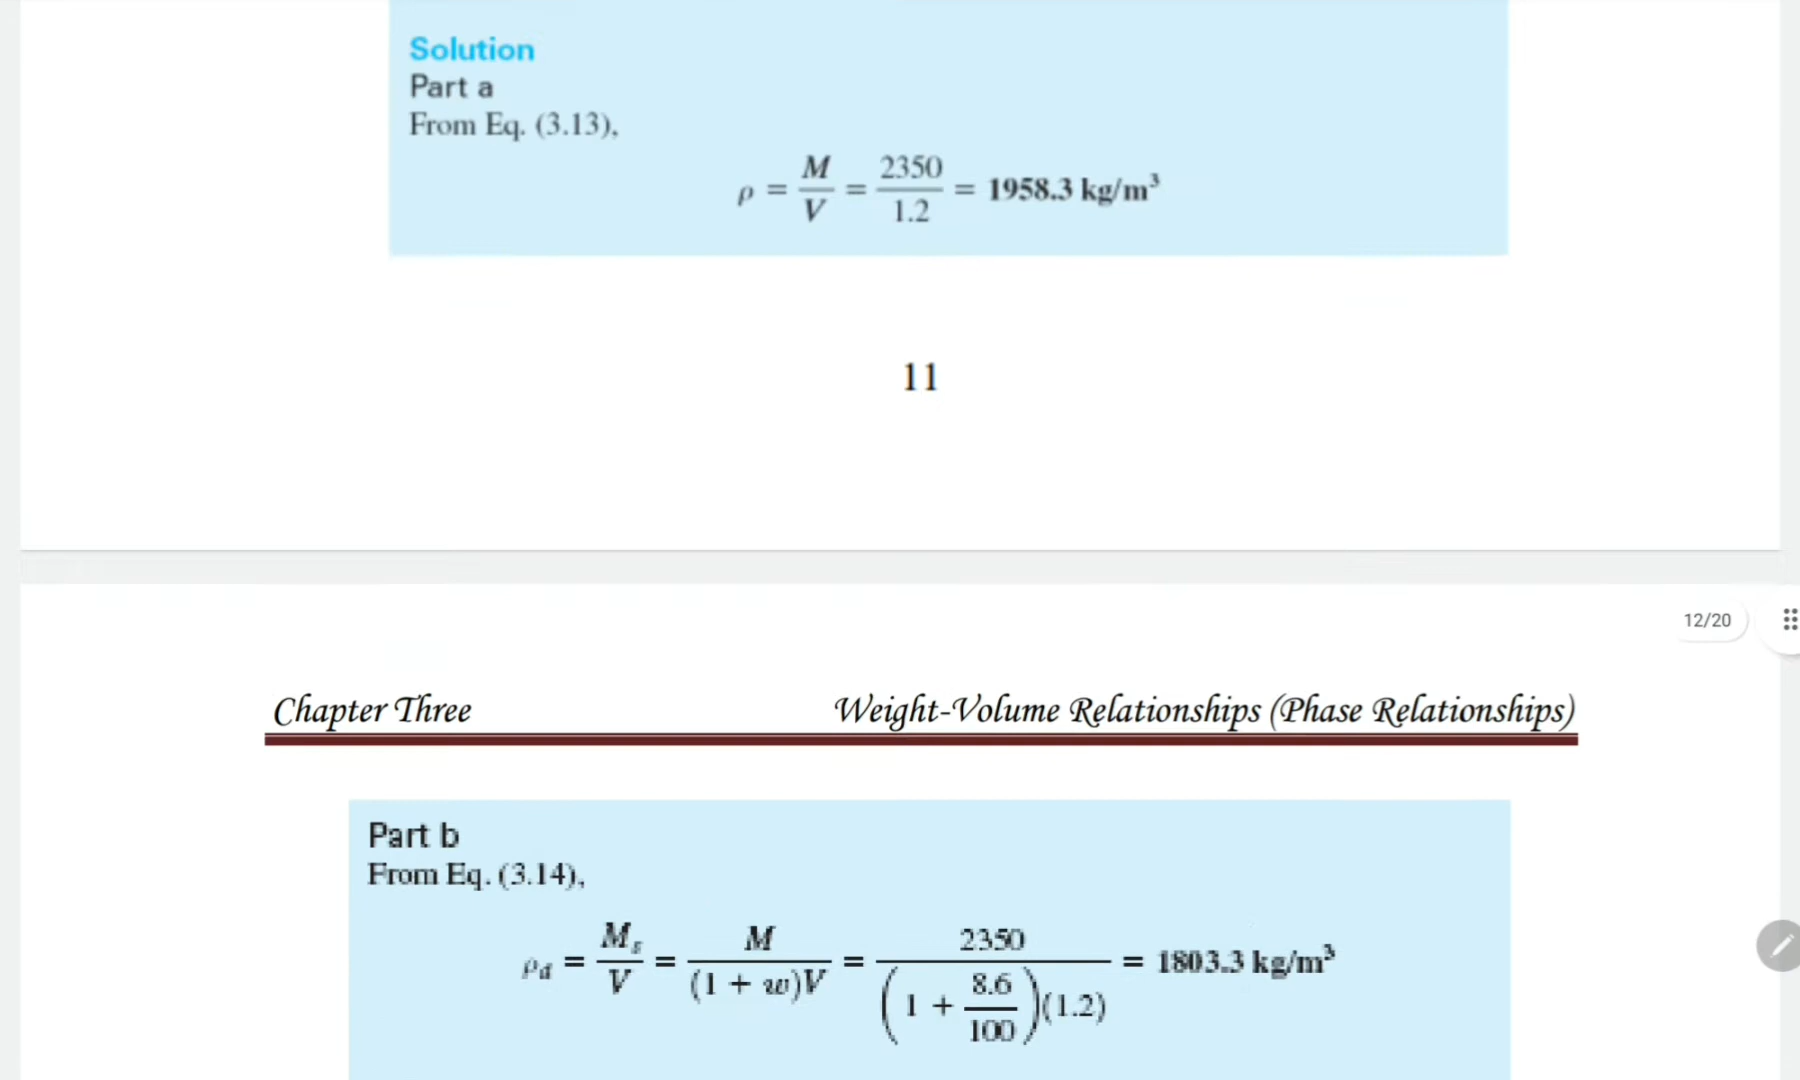 Solution
Part a
From Eq. (3.13),
ρ = M/V = 2350/1.2 = 1958.3 kg/m³
11
12/20
Chapter Three Weight-Volume Relationships (Phase Relationships)
Part b
From Eq. (3.14),
ρd = Ms/V = M/(1 + w)V = 2350/(1 + 8.6/100)(1.2) = 1803.3 kg/m³